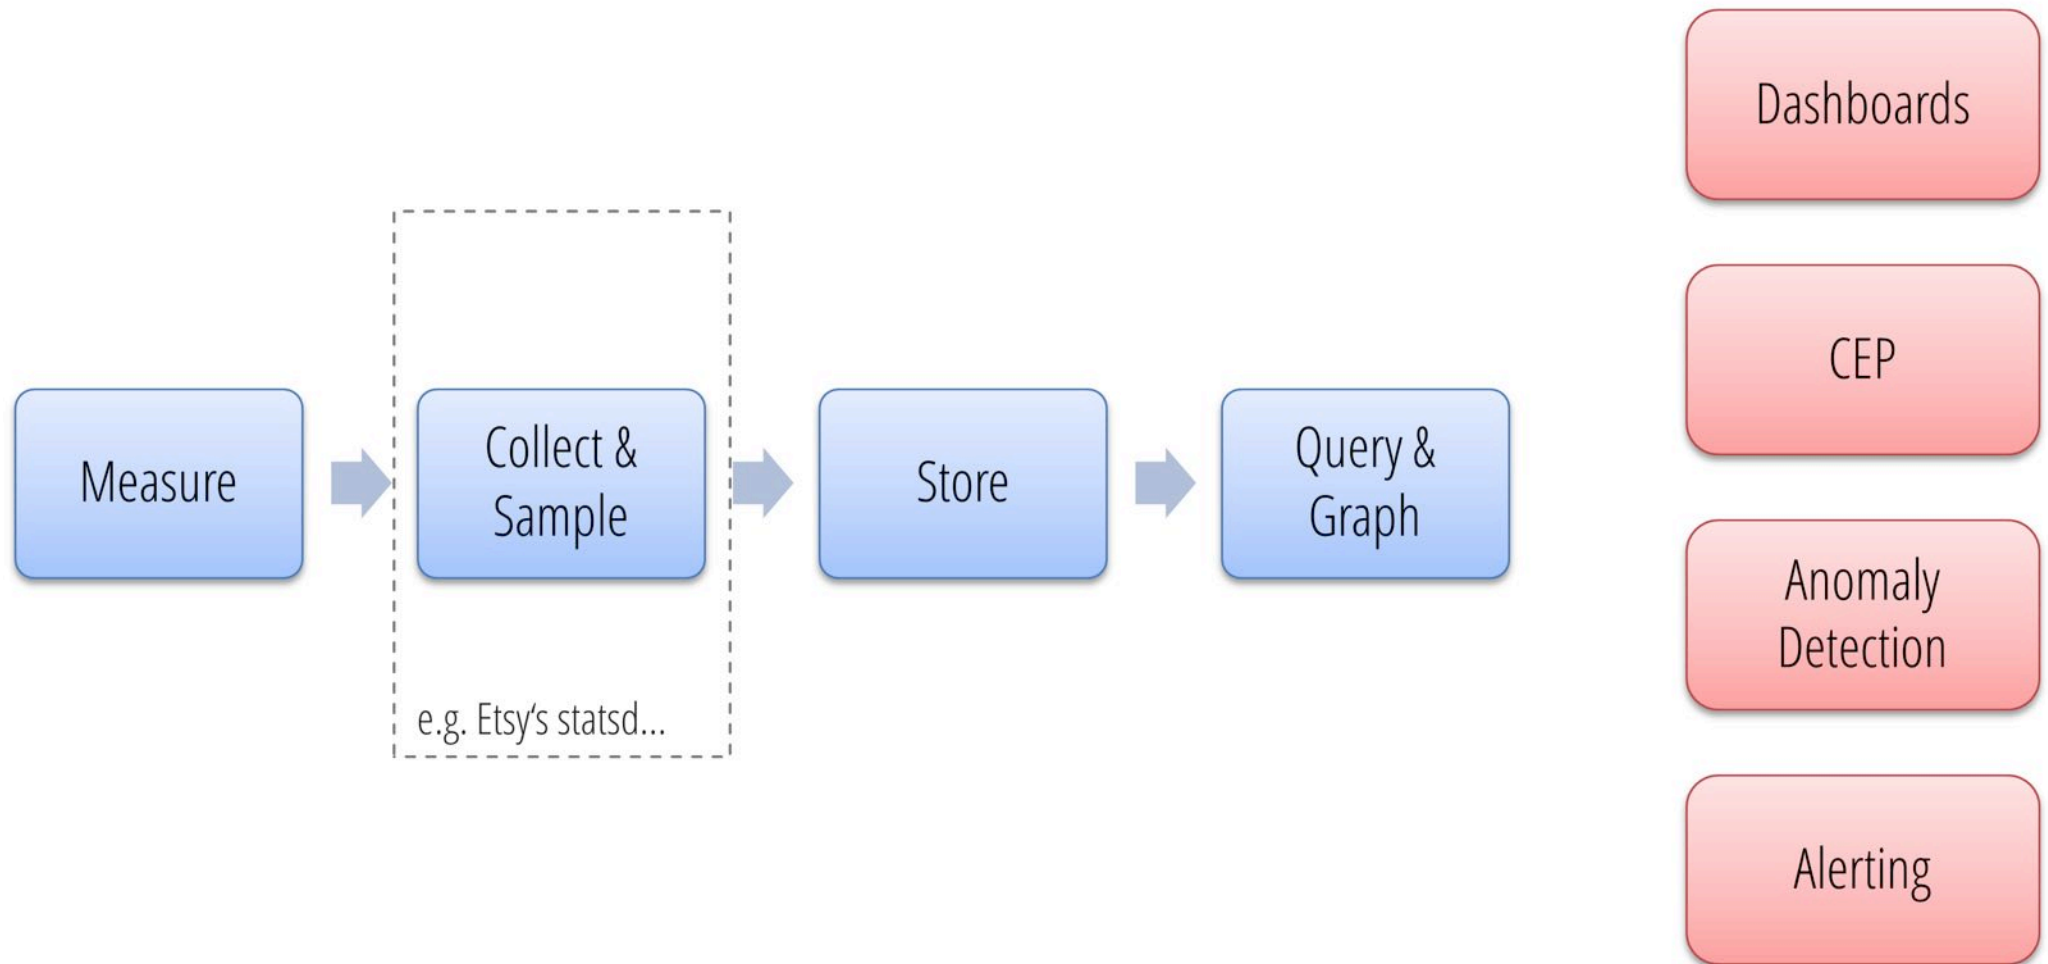 Measure
Collect &
Sample
e.g. Etsy‘s statsd...
Store
Query &
Graph
Dashboards
CEP
Anomaly
Detection
Alerting